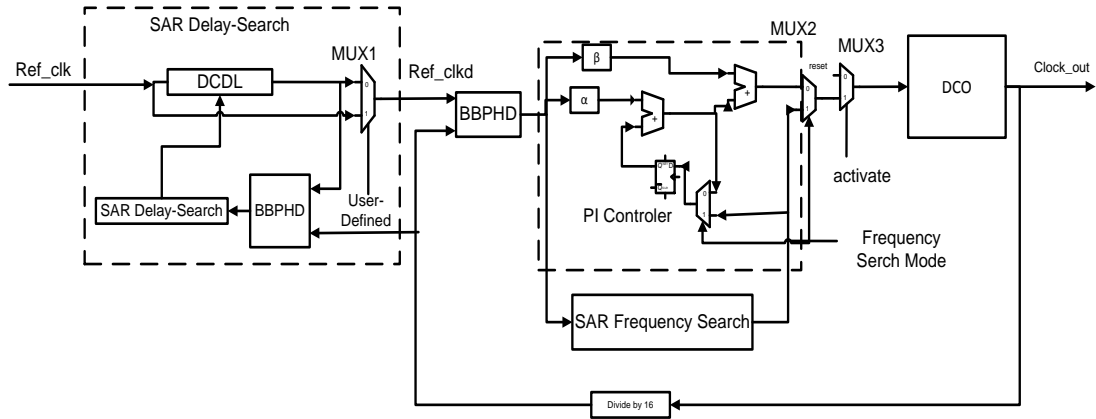 SAR Delay-Search
MUX1
MUX2
MUX3
Ref_clk
DCDL
0
1
Ref_clkd
BBPHD
β
α
+
+
reset
0
1
0
1
DCO
Clock_out
SAR Delay-Search
BBPHD
User-
Defined
PI Controler
0
1
activate
Frequency
Serch Mode
SAR Frequency Search
Divide by 16